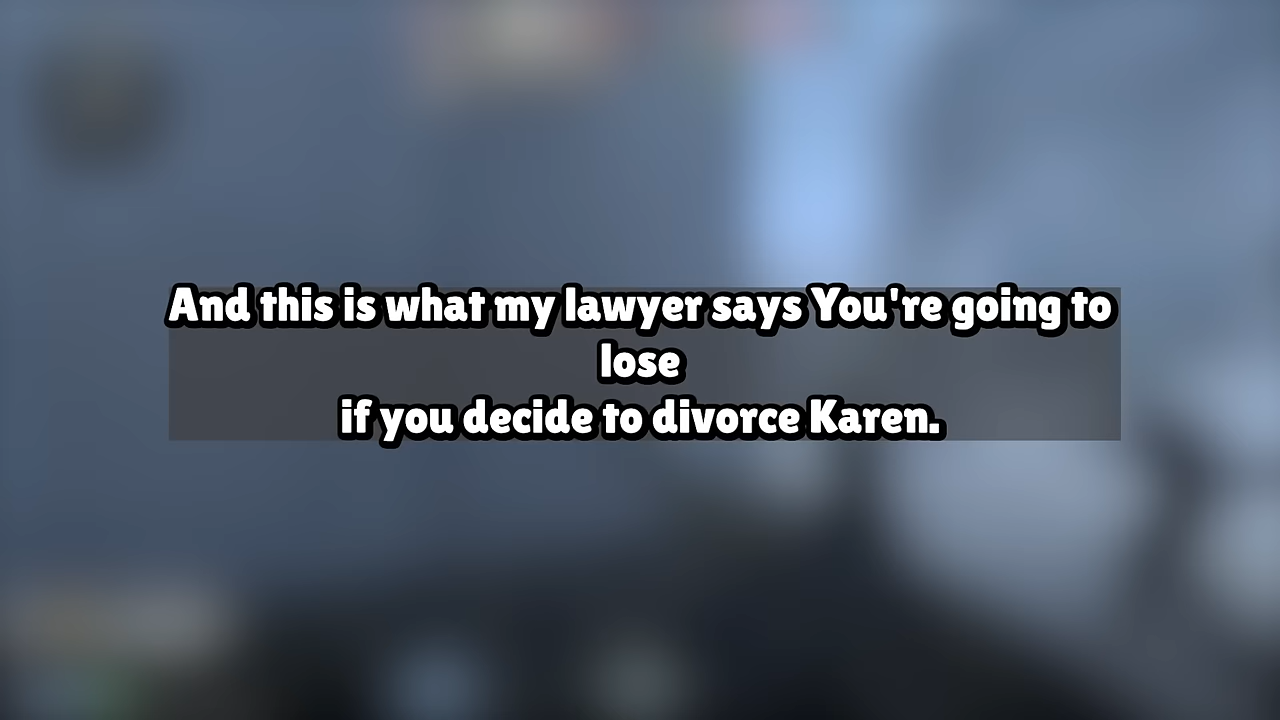 And this is what my lawyer says You're going to
lose
if you decide to divorce Karen.